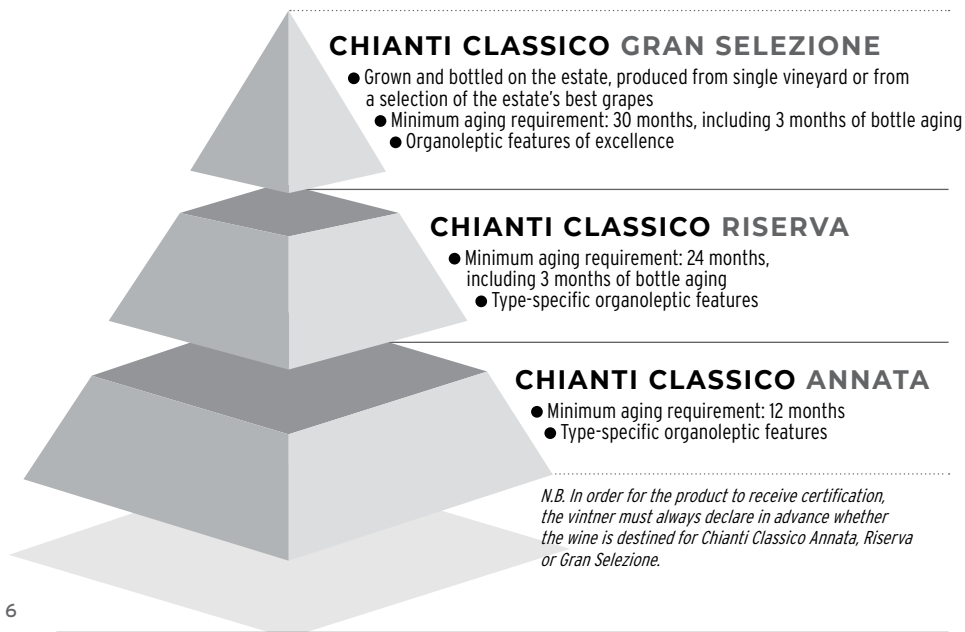 CHIANTI CLASSICO GRAN SELEZIONE
● Grown and bottled on the estate, produced from single vineyard or from
a selection of the estate's best grapes
● Minimum aging requirement: 30 months, including 3 months of bottle aging
● Organoleptic features of excellence
CHIANTI CLASSICO RISERVA
● Minimum aging requirement: 24 months,
including 3 months of bottle aging
● Type-specific organoleptic features
CHIANTI CLASSICO ANNATA
● Minimum aging requirement: 12 months
● Type-specific organoleptic features
N.B. In order for the product to receive certification,
the vintner must always declare in advance whether
the wine is destined for Chianti Classico Annata, Riserva
or Gran Selezione.
6